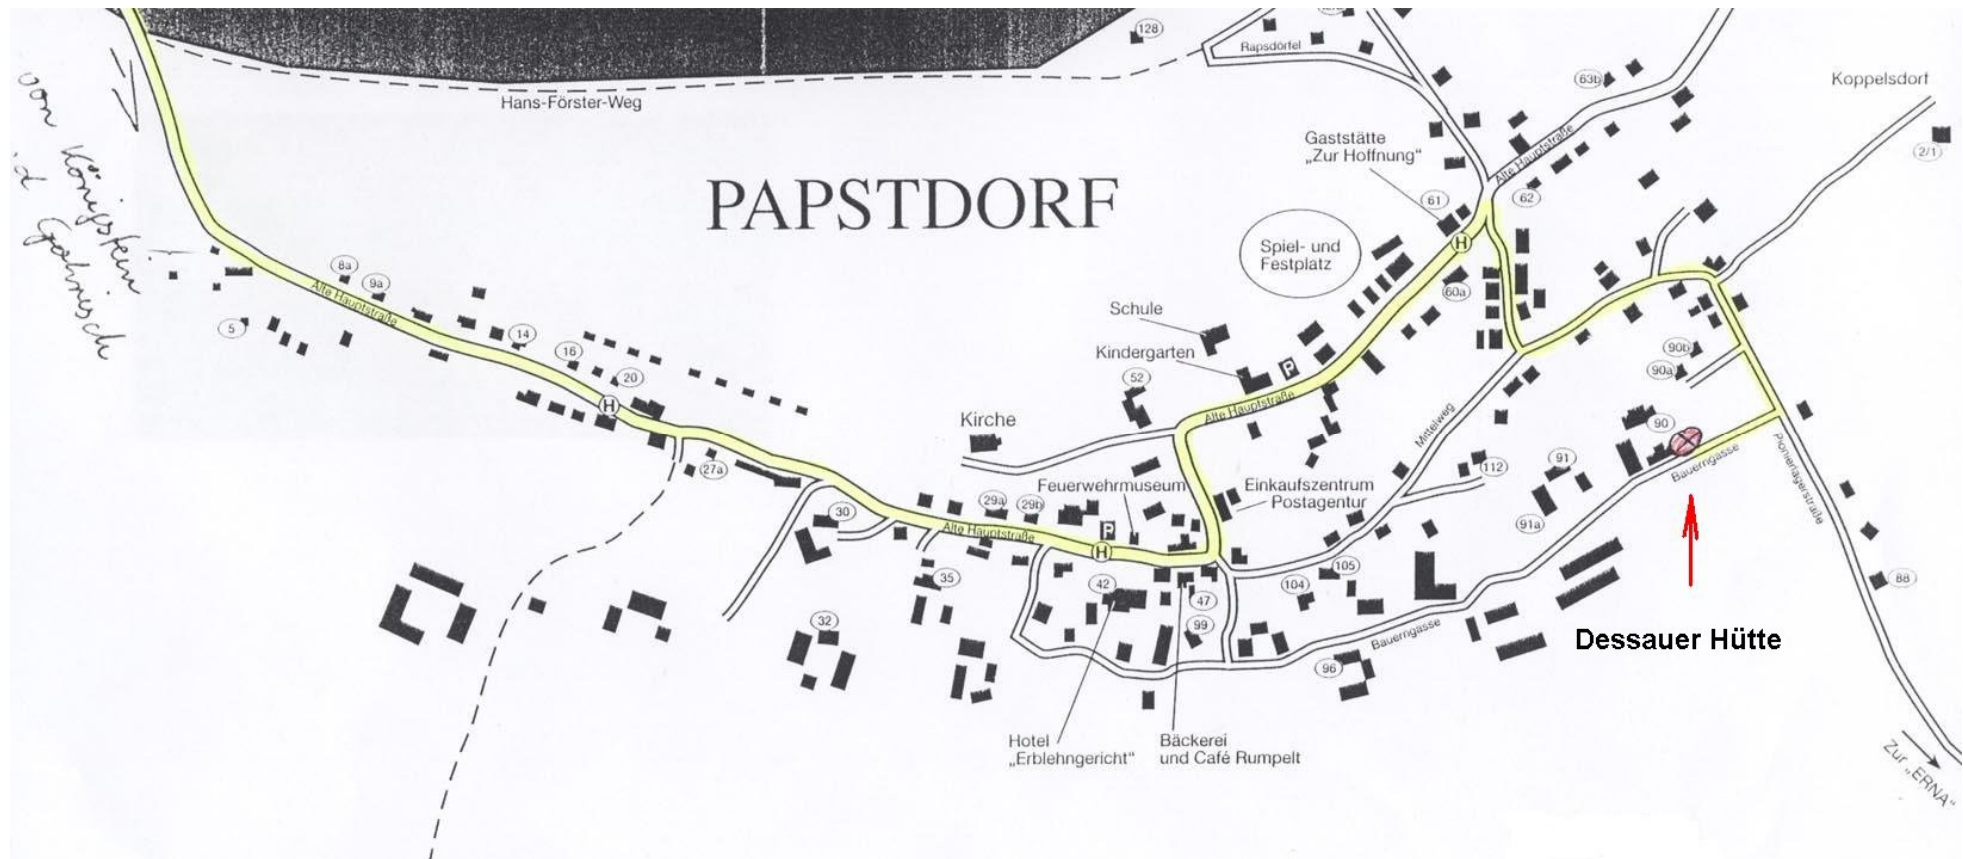 128
Rapsdörfel
63b
Koppelsdorf
2/1
Hans-Förster-Weg
Gaststätte
„Zur Hoffnung“
Alte Hauptstraße
PAPSTDORF
61
62
von Königstein
Spiel- und
Festplatz
H
8a
9a
Alte Hauptstraße
60a
5
14
Schule
16
Kindergarten
P
90b
90a
20
H
52
Alte Hauptstraße
Kirche
Mittelweg
90
Bauerngasse
Pionierlagerstraße
27a
112
91
Feuerwehrmuseum
Einkaufszentrum
Postagentur
29a
29b
30
91a
Alte Hauptstraße
P
H
35
42
47
104
105
88
32
99
Bauerngasse
Dessauer Hütte
96
Hotel
„Erblehngericht“
Bäckerei
und Café Rumpelt
Zur „ERNA“